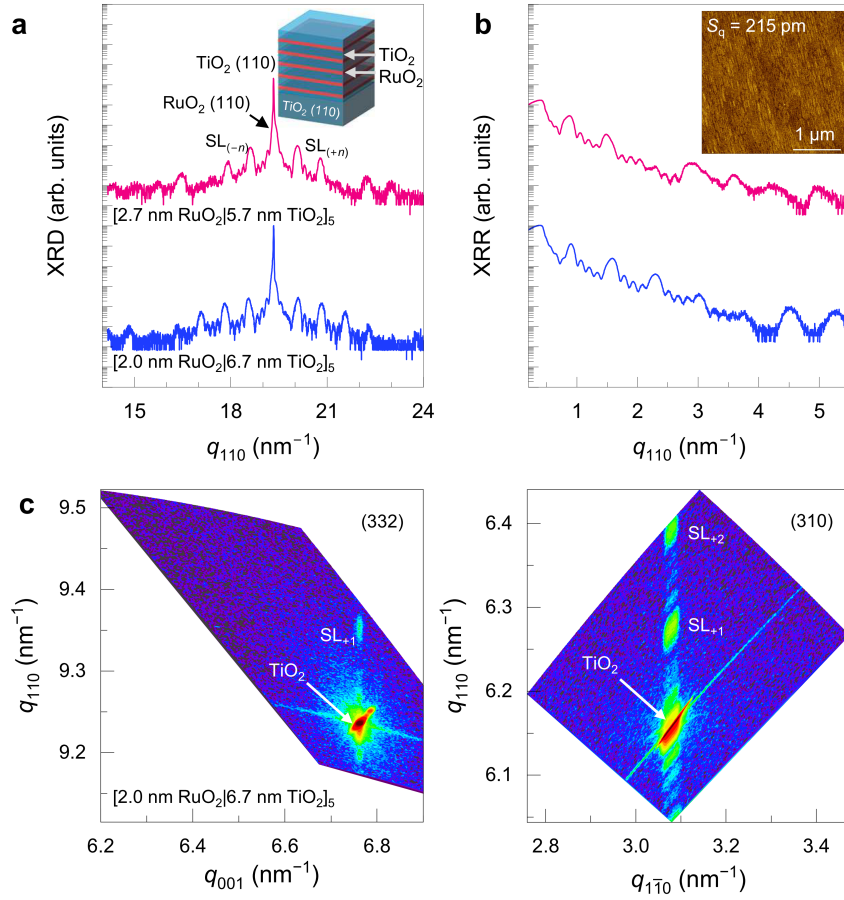 a
TiO₂ (110)
RuO₂ (110)
SL₍₋ₙ₎
SL₍₊ₙ₎
TiO₂
RuO₂
TiO₂ (110)
XRD (arb. units)
[2.7 nm RuO₂|5.7 nm TiO₂]₅
[2.0 nm RuO₂|6.7 nm TiO₂]₅
15 18 21 24
q₁₁₀ (nm⁻¹)
b
S_q = 215 pm
1 μm
XRR (arb. units)
1 2 3 4 5
q₁₁₀ (nm⁻¹)
c
(332)
9.5
9.4
9.3
9.2
q₁₁₀ (nm⁻¹)
SL₊₁
TiO₂
[2.0 nm RuO₂|6.7 nm TiO₂]₅
6.2 6.4 6.6 6.8
q₀₀₁ (nm⁻¹)
(310)
6.4
6.3
6.2
6.1
q₁₁₀ (nm⁻¹)
SL₊₂
SL₊₁
TiO₂
2.8 3.0 3.2 3.4
q₁1̅₀ (nm⁻¹)